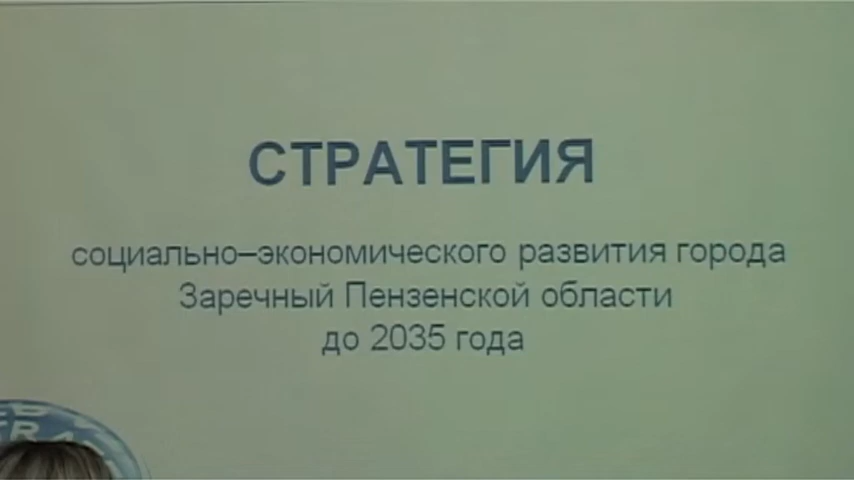 СТРАТЕГИЯ
социально–экономического развития города
Заречный Пензенской области
до 2035 года